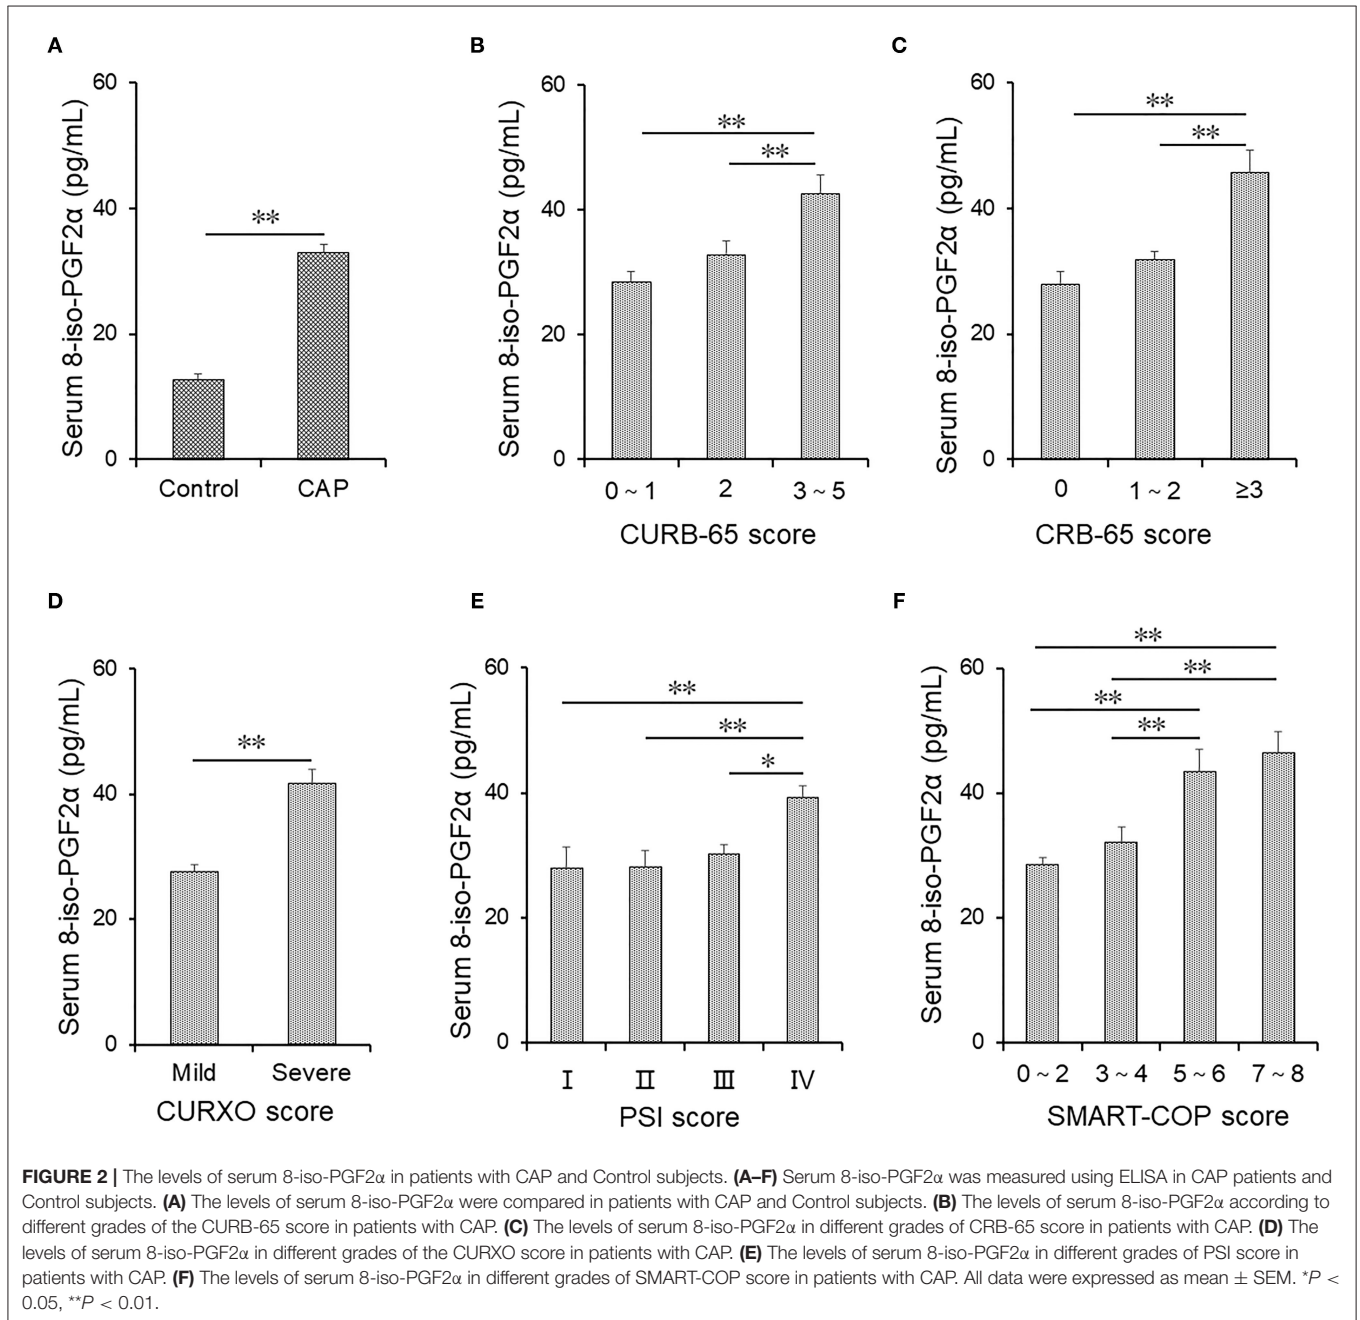 A
60
40
20
0
Serum 8-iso-PGF2α (pg/mL)
**
Control CAP
B
60
40
20
0
Serum 8-iso-PGF2α (pg/mL)
**
**
0 ~ 1 2 3 ~ 5
CURB-65 score
C
60
40
20
0
Serum 8-iso-PGF2α (pg/mL)
**
**
0 1 ~ 2 ≥3
CRB-65 score
D
60
40
20
0
Serum 8-iso-PGF2α (pg/mL)
**
Mild Severe
CURXO score
E
60
40
20
0
Serum 8-iso-PGF2α (pg/mL)
**
**
*
Ⅰ Ⅱ Ⅲ Ⅳ
PSI score
F
60
40
20
0
Serum 8-iso-PGF2α (pg/mL)
**
**
**
**
0 ~ 2 3 ~ 4 5 ~ 6 7 ~ 8
SMART-COP score
FIGURE 2 | The levels of serum 8-iso-PGF2α in patients with CAP and Control subjects. (A–F) Serum 8-iso-PGF2α was measured using ELISA in CAP patients and
Control subjects. (A) The levels of serum 8-iso-PGF2α were compared in patients with CAP and Control subjects. (B) The levels of serum 8-iso-PGF2α according to
different grades of the CURB-65 score in patients with CAP. (C) The levels of serum 8-iso-PGF2α in different grades of CRB-65 score in patients with CAP. (D) The
levels of serum 8-iso-PGF2α in different grades of the CURXO score in patients with CAP. (E) The levels of serum 8-iso-PGF2α in different grades of PSI score in
patients with CAP. (F) The levels of serum 8-iso-PGF2α in different grades of SMART-COP score in patients with CAP. All data were expressed as mean ± SEM. *P <
0.05, **P < 0.01.